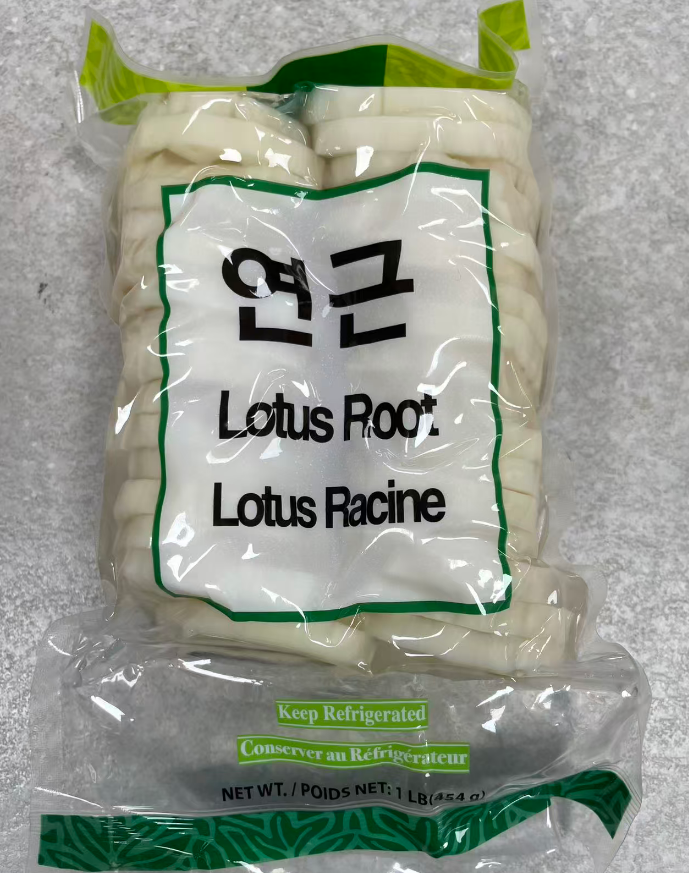 연근
Lotus Root
Lotus Racine
Keep Refrigerated
Conserver au Réfrigérateur
NET WT. / POIDS NET: 1 LB(454 g)